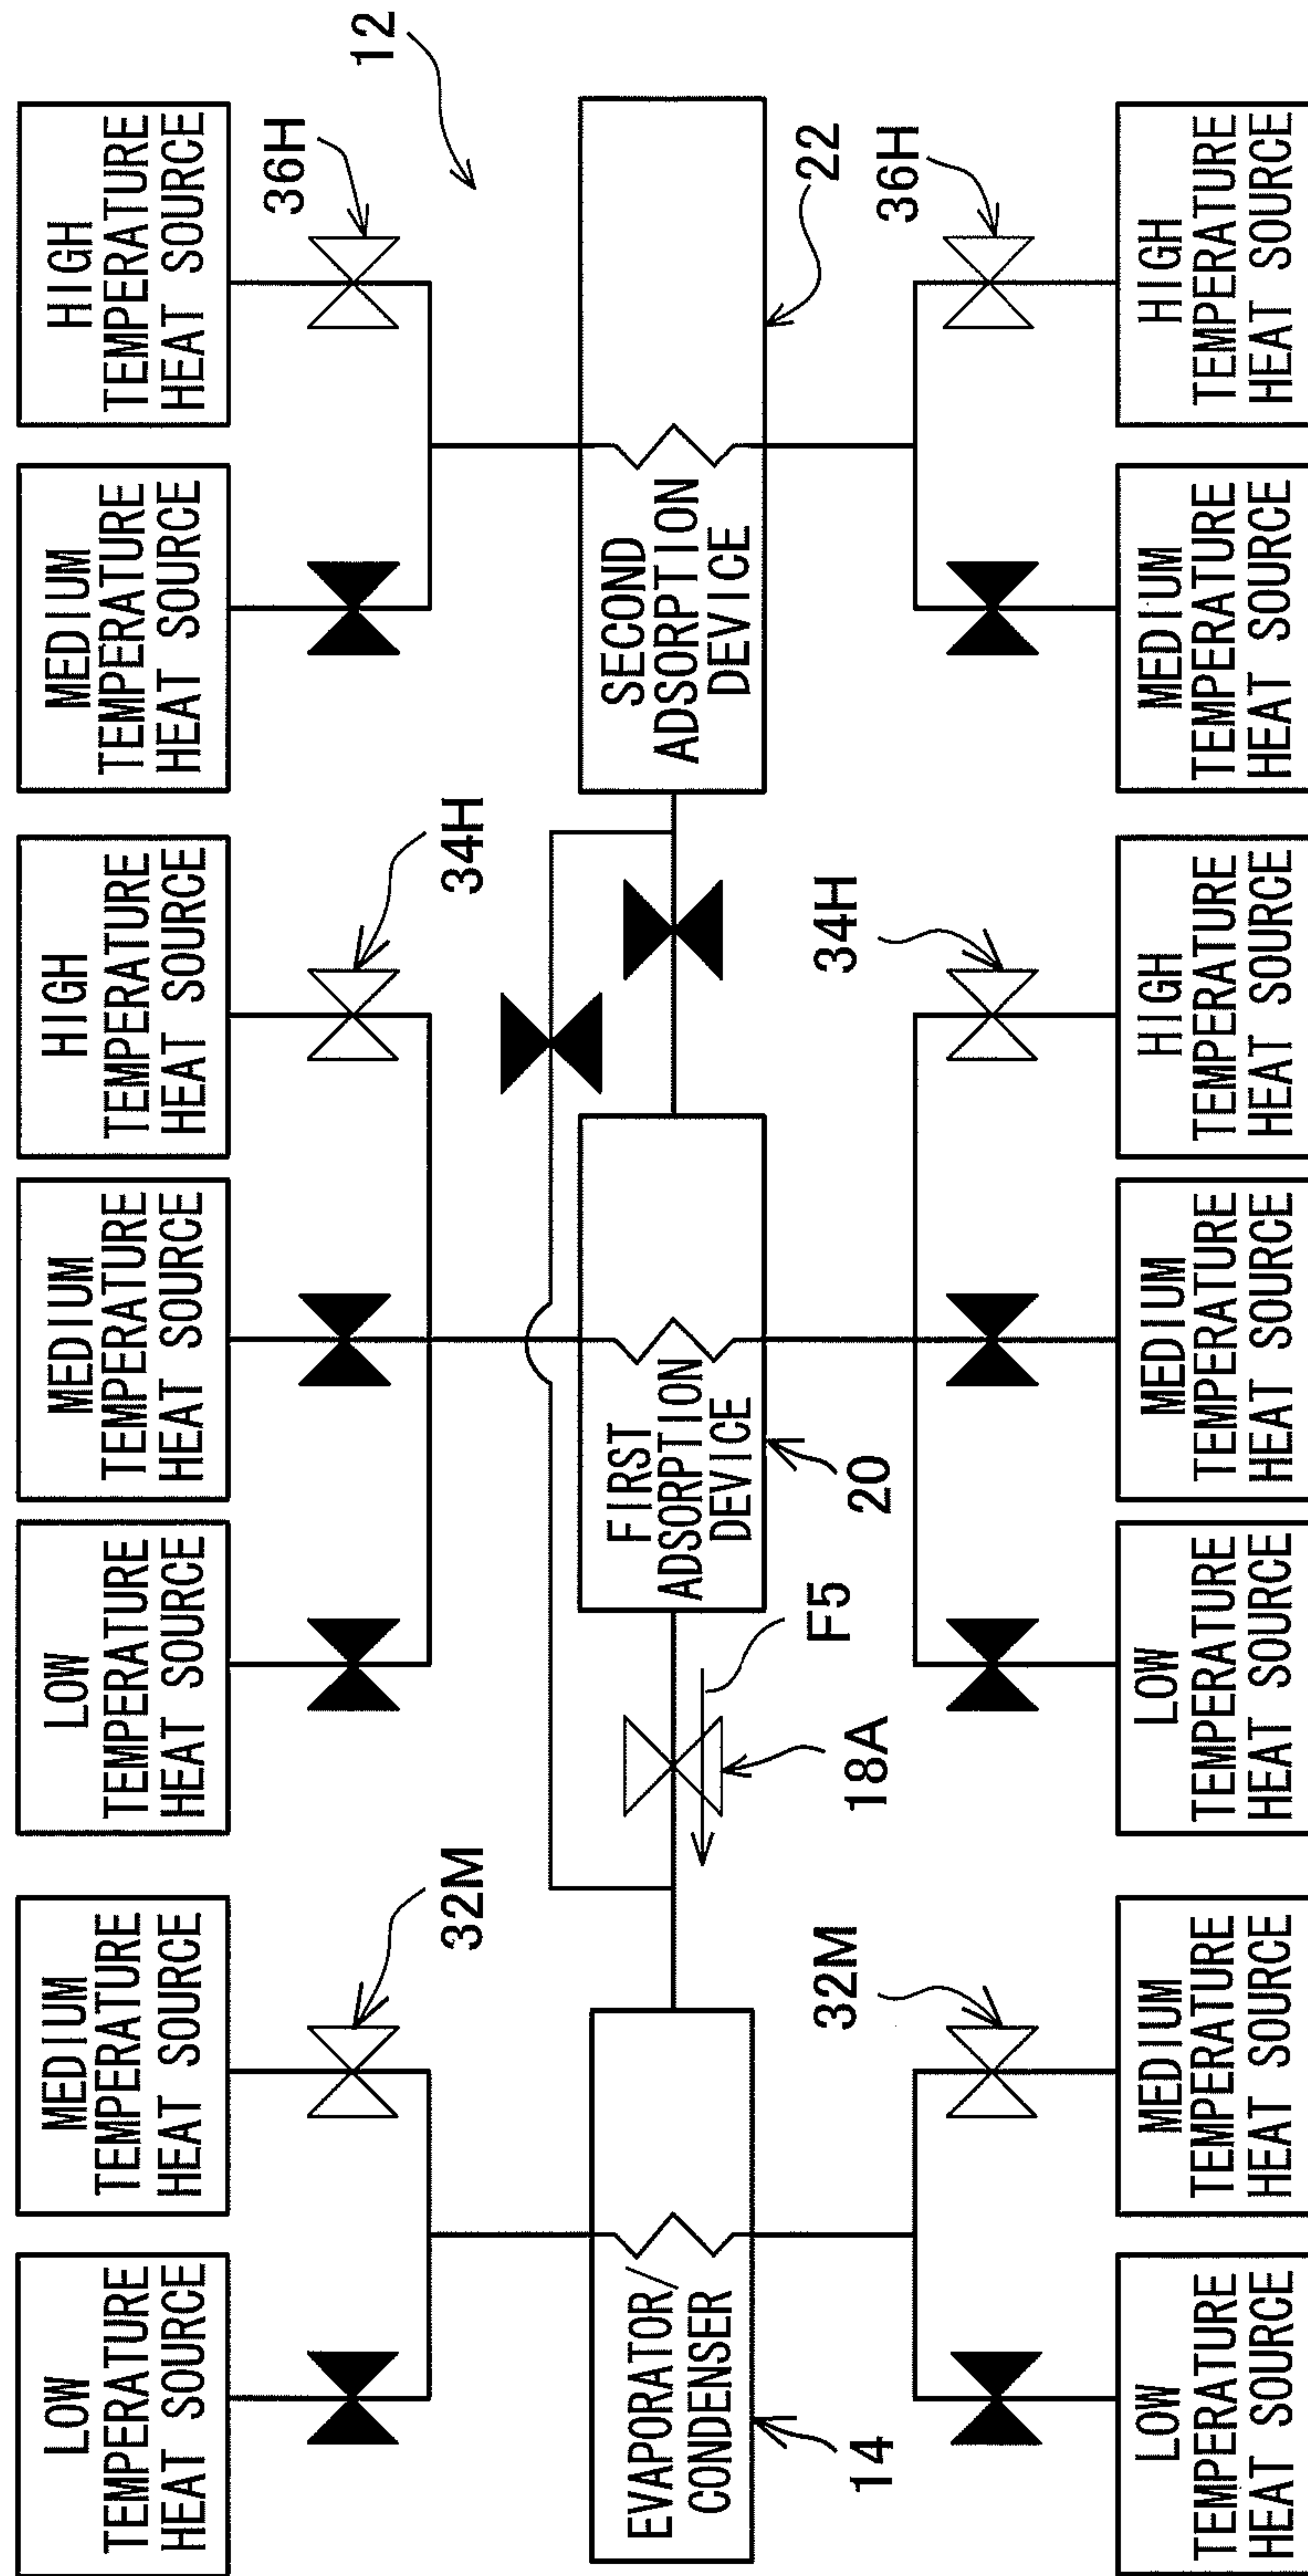 LOW
TEMPERATURE
HEAT SOURCE
MEDIUM
TEMPERATURE
HEAT SOURCE
LOW
TEMPERATURE
HEAT SOURCE
MEDIUM
TEMPERATURE
HEAT SOURCE
HIGH
TEMPERATURE
HEAT SOURCE
MEDIUM
TEMPERATURE
HEAT SOURCE
HIGH
TEMPERATURE
HEAT SOURCE
32M
34H
36H
12
EVAPORATOR/
CONDENSER
FIRST
ADSORPTION
DEVICE
SECOND
ADSORPTION
DEVICE
14
32M
18A
F5
20
34H
22
36H
LOW
TEMPERATURE
HEAT SOURCE
MEDIUM
TEMPERATURE
HEAT SOURCE
LOW
TEMPERATURE
HEAT SOURCE
MEDIUM
TEMPERATURE
HEAT SOURCE
HIGH
TEMPERATURE
HEAT SOURCE
MEDIUM
TEMPERATURE
HEAT SOURCE
HIGH
TEMPERATURE
HEAT SOURCE